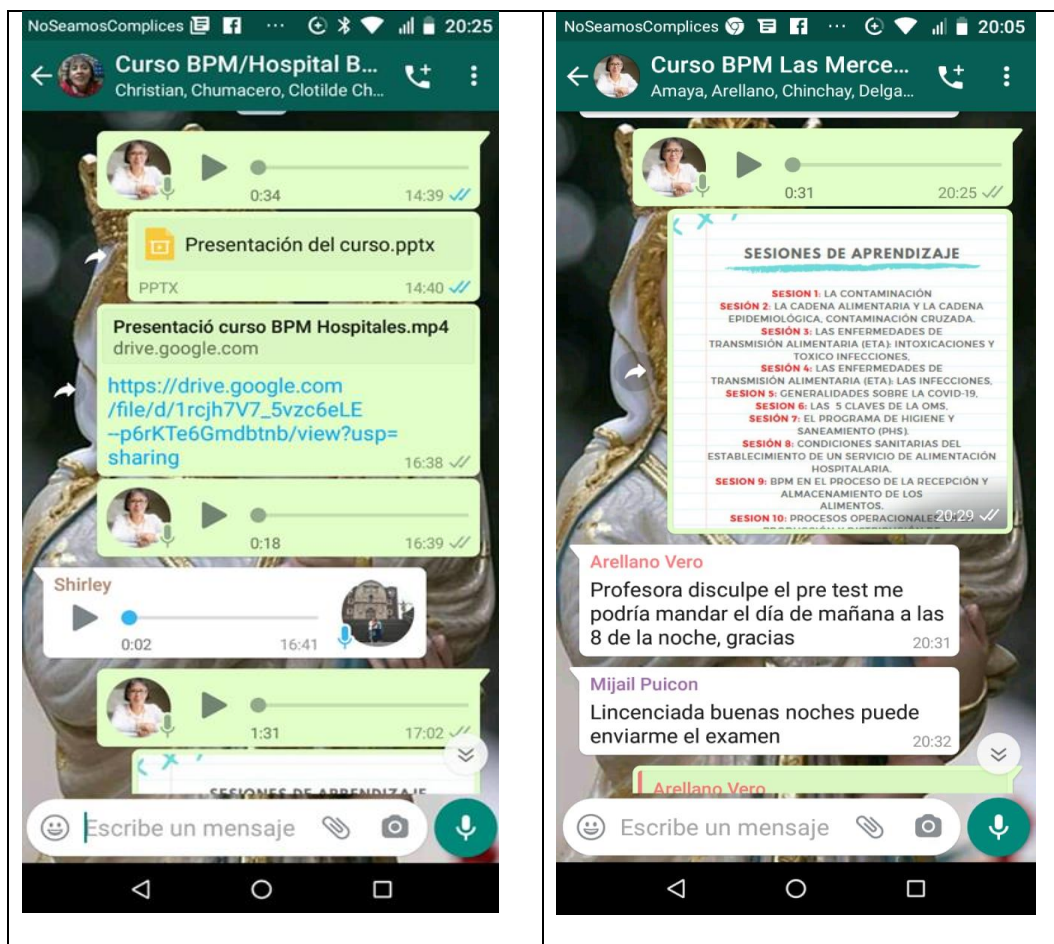 NoSeamosComplices
20:25
Curso BPM/Hospital B...
Christian, Chumacero, Clotilde Ch...
0:34
14:39
Presentación del curso.pptx
PPTX
14:40
Presentació curso BPM Hospitales.mp4
drive.google.com
https://drive.google.com
/file/d/1rcjh7V7_5vzc6eLE
--p6rKTe6Gmdbtnb/view?usp=
sharing
16:38
0:18
16:39
Shirley
0:02
16:41
1:31
17:02
SESIONES DE APRENDIZAJE
Escribe un mensaje
NoSeamosComplices
20:05
Curso BPM Las Merce...
Amaya, Arellano, Chinchay, Delga...
0:31
20:25
SESIONES DE APRENDIZAJE
SESION 1: LA CONTAMINACIÓN
SESIÓN 2: LA CADENA ALIMENTARIA Y LA CADENA
EPIDEMIOLÓGICA, CONTAMINACIÓN CRUZADA.
SESIÓN 3: LAS ENFERMEDADES DE
TRANSMISIÓN ALIMENTARIA (ETA): INTOXICACIONES Y
TOXICO INFECCIONES,
SESIÓN 4: LAS ENFERMEDADES DE
TRANSMISIÓN ALIMENTARIA (ETA): LAS INFECCIONES,
SESION 5: GENERALIDADES SOBRE LA COVID-19,
SESION 6: LAS 5 CLAVES DE LA OMS,
SESIÓN 7: EL PROGRAMA DE HIGIENE Y
SANEAMIENTO (PHS).
SESIÓN 8: CONDICIONES SANITARIAS DEL
ESTABLECIMIENTO DE UN SERVICIO DE ALIMENTACIÓN
HOSPITALARIA.
SESION 9: BPM EN EL PROCESO DE LA RECEPCIÓN Y
ALMACENAMIENTO DE LOS
ALIMENTOS.
SESION 10: PROCESOS OPERACIONALES
20:29
Arellano Vero
Profesora disculpe el pre test me
podría mandar el día de mañana a las
8 de la noche, gracias
20:31
Mijail Puicon
Lincenciada buenas noches puede
enviarme el examen
20:32
Arellano Vero
Escribe un mensaje